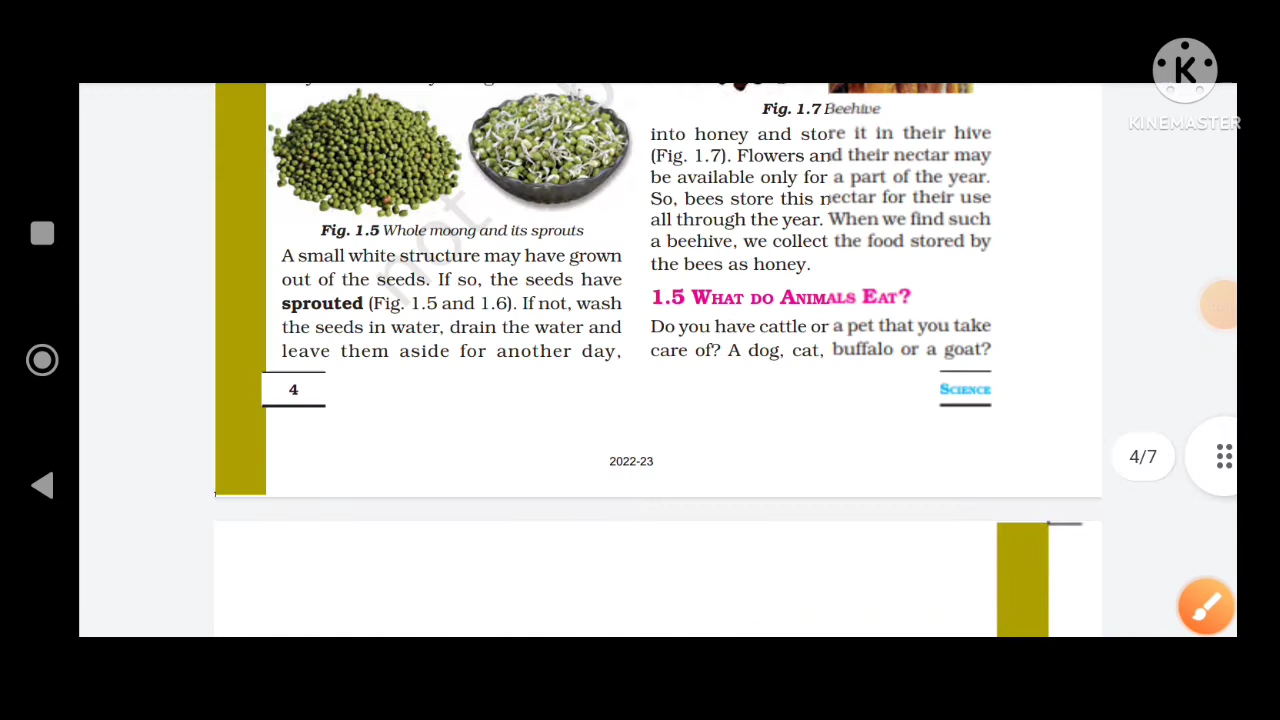 KINEMASTER
Fig. 1.5 Whole moong and its sprouts
A small white structure may have grown
out of the seeds. If so, the seeds have
sprouted (Fig. 1.5 and 1.6). If not, wash
the seeds in water, drain the water and
leave them aside for another day,
4
Fig. 1.7 Beehive
into honey and store it in their hive
(Fig. 1.7). Flowers and their nectar may
be available only for a part of the year.
So, bees store this nectar for their use
all through the year. When we find such
a beehive, we collect the food stored by
the bees as honey.
1.5 WHAT DO ANIMALS EAT?
Do you have cattle or a pet that you take
care of? A dog, cat, buffalo or a goat?
SCIENCE
2022-23
4/7
not